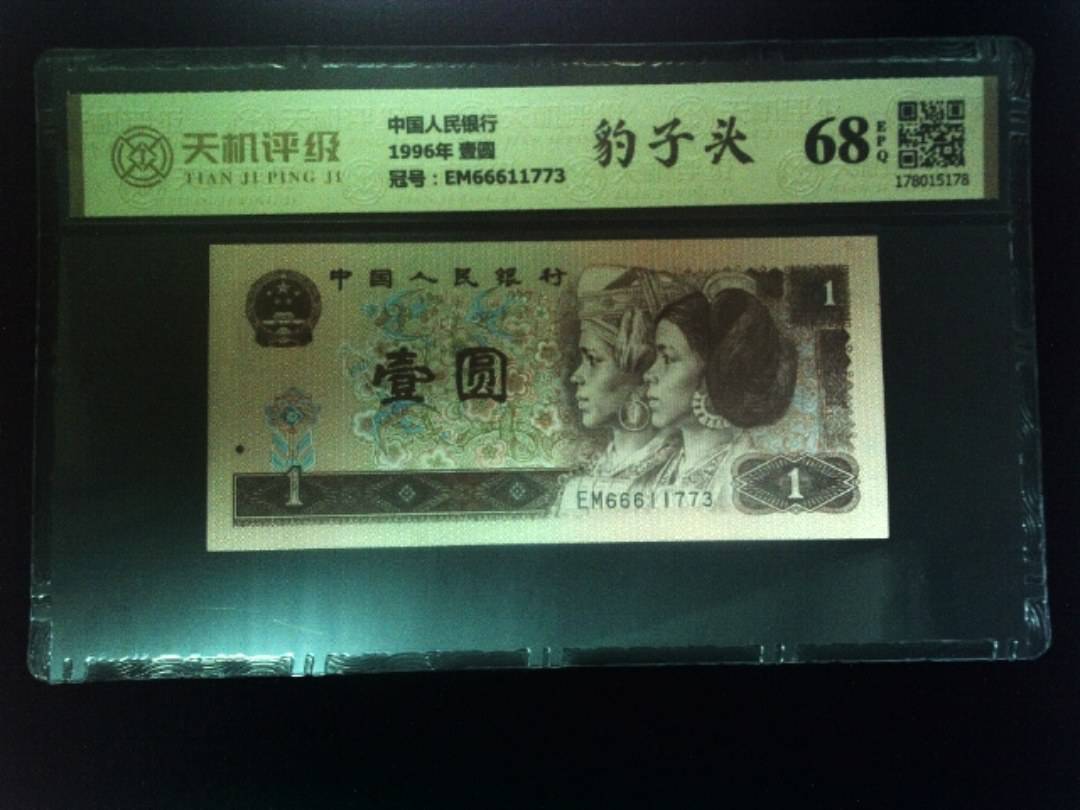 天机评级
TIAN JI PING JI
中国人民银行
1996年 壹圆
冠号：EM66611773
豹子头
68
EPQ
178015178
中国人民银行
1
壹圆
1
EM66611773
1